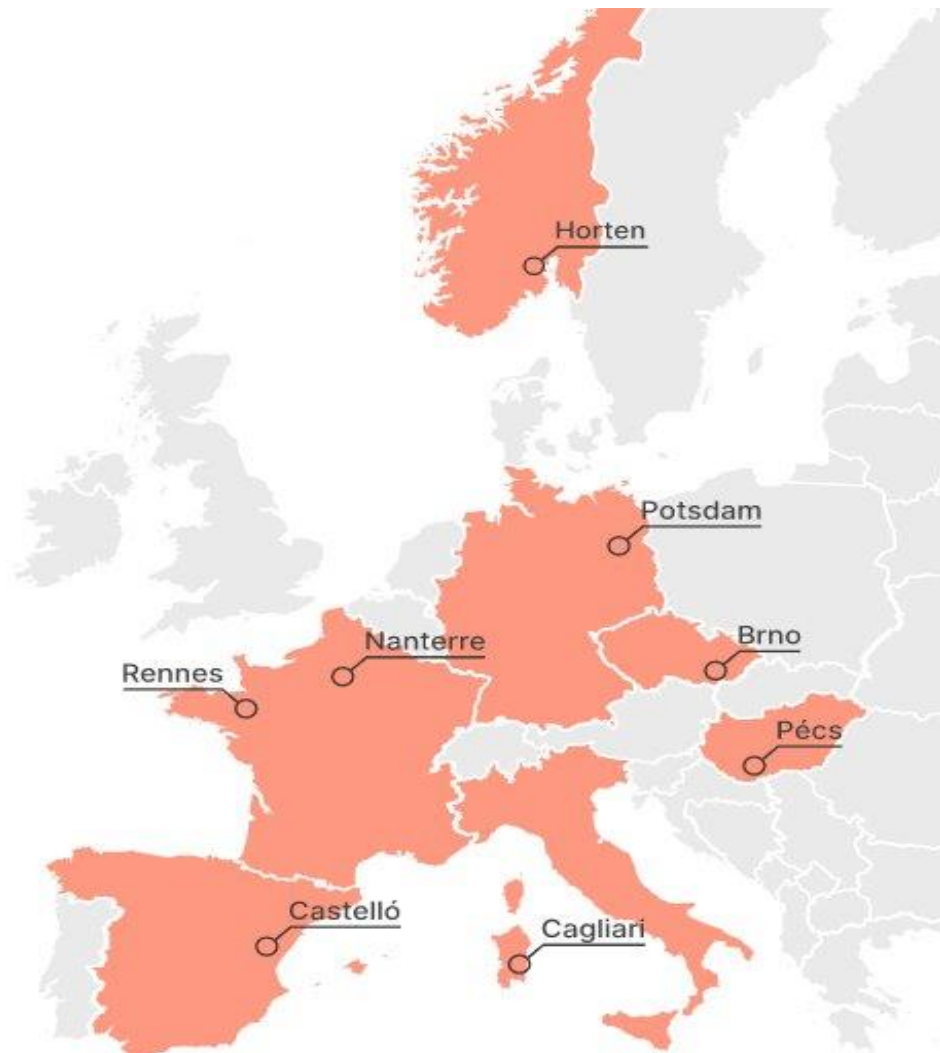 Horten
Potsdam
Nanterre
Brno
Rennes
Pécs
Castelló
Cagliari